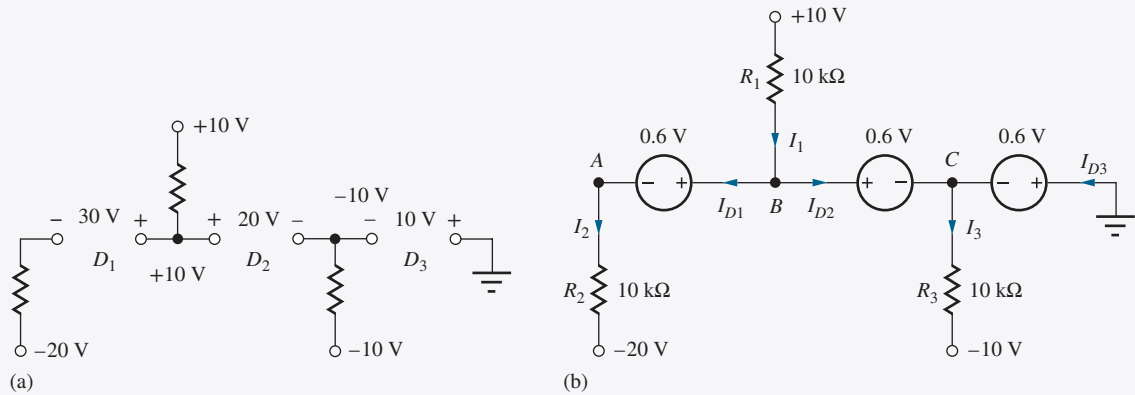 +10 V
− 30 V + + 20 V − −10 V − 10 V +
D1 +10 V D2 D3
−20 V −10 V
(a)
+10 V
R1 10 kΩ
0.6 V I1 0.6 V 0.6 V
A − + + − C − + ID3
ID1 B ID2
I2 I3
R2 10 kΩ R3 10 kΩ
−20 V −10 V
(b)